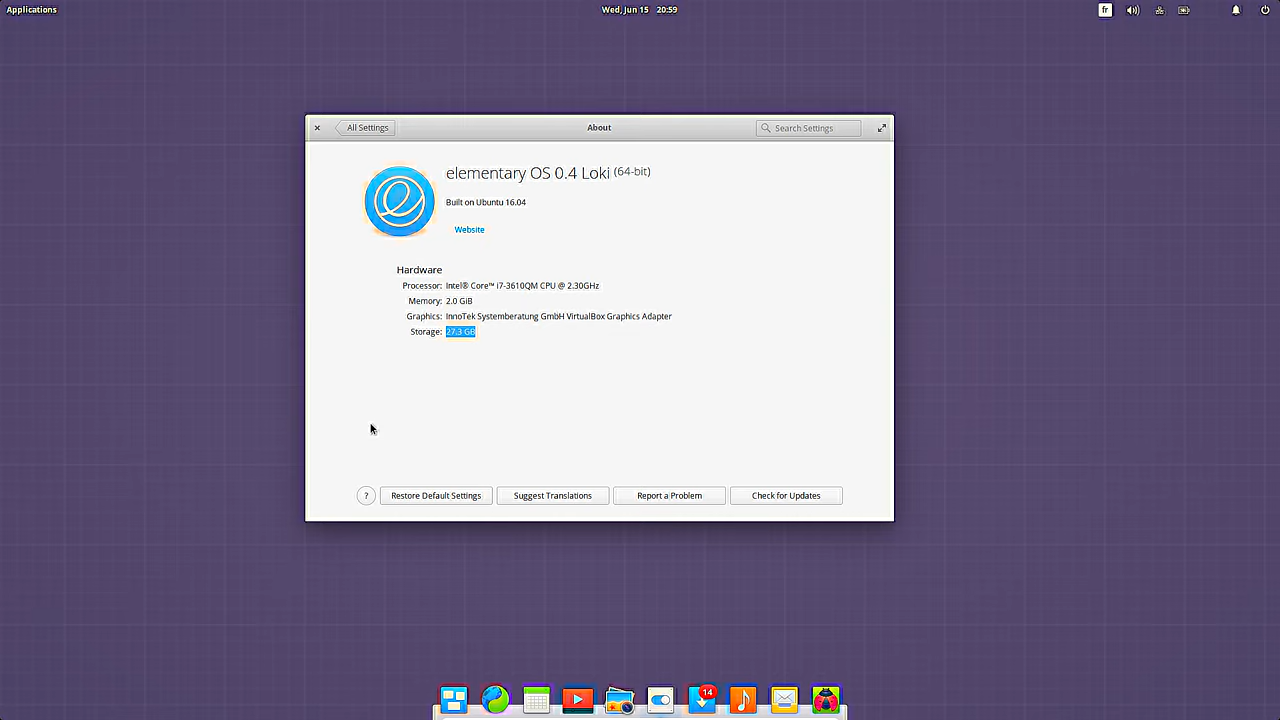 Applications
Wed, Jun 15 20:59
fr
All Settings
About
Search Settings
elementary OS 0.4 Loki (64-bit)
Built on Ubuntu 16.04
Website
Hardware
Processor: Intel® Core™ i7-3610QM CPU @ 2.30GHz
Memory: 2.0 GiB
Graphics: InnoTek Systemberatung GmbH VirtualBox Graphics Adapter
Storage: 27.3 GB
? Restore Default Settings Suggest Translations Report a Problem Check for Updates
14